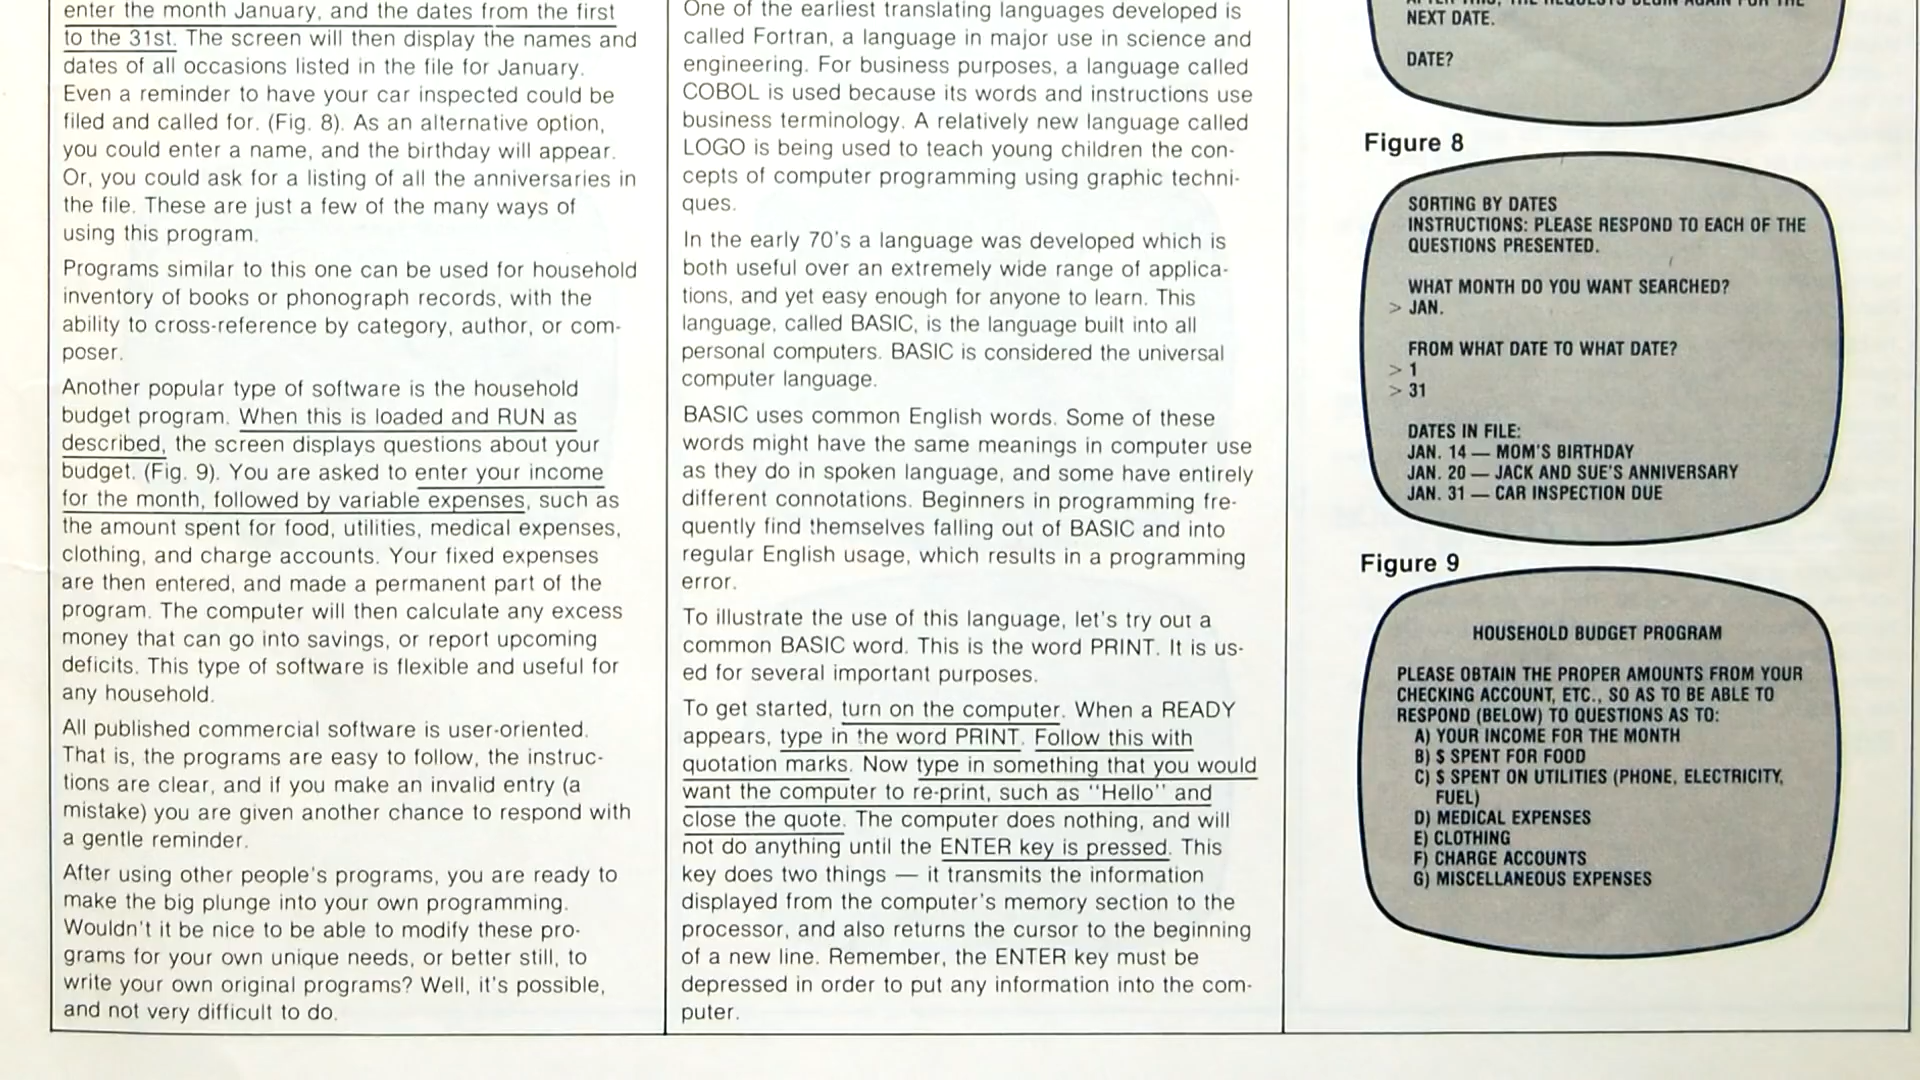 enter the month January, and the dates from the first
to the 31st. The screen will then display the names and
dates of all occasions listed in the file for January.
Even a reminder to have your car inspected could be
filed and called for. (Fig. 8). As an alternative option,
you could enter a name, and the birthday will appear.
Or, you could ask for a listing of all the anniversaries in
the file. These are just a few of the many ways of
using this program.
Programs similar to this one can be used for household
inventory of books or phonograph records, with the
ability to cross-reference by category, author, or com-
poser.
Another popular type of software is the household
budget program. When this is loaded and RUN as
described, the screen displays questions about your
budget. (Fig. 9). You are asked to enter your income
for the month, followed by variable expenses, such as
the amount spent for food, utilities, medical expenses,
clothing, and charge accounts. Your fixed expenses
are then entered, and made a permanent part of the
program. The computer will then calculate any excess
money that can go into savings, or report upcoming
deficits. This type of software is flexible and useful for
any household.
All published commercial software is user-oriented.
That is, the programs are easy to follow, the instruc-
tions are clear, and if you make an invalid entry (a
mistake) you are given another chance to respond with
a gentle reminder.
After using other people's programs, you are ready to
make the big plunge into your own programming.
Wouldn't it be nice to be able to modify these pro-
grams for your own unique needs, or better still, to
write your own original programs? Well, it's possible,
and not very difficult to do.
One of the earliest translating languages developed is
called Fortran, a language in major use in science and
engineering. For business purposes, a language called
COBOL is used because its words and instructions use
business terminology. A relatively new language called
LOGO is being used to teach young children the con-
cepts of computer programming using graphic techni-
ques.
In the early 70's a language was developed which is
both useful over an extremely wide range of applica-
tions, and yet easy enough for anyone to learn. This
language, called BASIC, is the language built into all
personal computers. BASIC is considered the universal
computer language.
BASIC uses common English words. Some of these
words might have the same meanings in computer use
as they do in spoken language, and some have entirely
different connotations. Beginners in programming fre-
quently find themselves falling out of BASIC and into
regular English usage, which results in a programming
error.
To illustrate the use of this language, let's try out a
common BASIC word. This is the word PRINT. It is us-
ed for several important purposes.
To get started, turn on the computer. When a READY
appears, type in the word PRINT. Follow this with
quotation marks. Now type in something that you would
want the computer to re-print, such as "Hello" and
close the quote. The computer does nothing, and will
not do anything until the ENTER key is pressed. This
key does two things — it transmits the information
displayed from the computer's memory section to the
processor, and also returns the cursor to the beginning
of a new line. Remember, the ENTER key must be
depressed in order to put any information into the com-
puter.
AFTER THIS, THE REQUESTS BEGIN AGAIN FOR THE
NEXT DATE.
DATE?
Figure 8
SORTING BY DATES
INSTRUCTIONS: PLEASE RESPOND TO EACH OF THE
QUESTIONS PRESENTED.
WHAT MONTH DO YOU WANT SEARCHED?
> JAN.
FROM WHAT DATE TO WHAT DATE?
> 1
> 31
DATES IN FILE:
JAN. 14 — MOM'S BIRTHDAY
JAN. 20 — JACK AND SUE'S ANNIVERSARY
JAN. 31 — CAR INSPECTION DUE
Figure 9
HOUSEHOLD BUDGET PROGRAM
PLEASE OBTAIN THE PROPER AMOUNTS FROM YOUR
CHECKING ACCOUNT, ETC., SO AS TO BE ABLE TO
RESPOND (BELOW) TO QUESTIONS AS TO:
A) YOUR INCOME FOR THE MONTH
B) $ SPENT FOR FOOD
C) $ SPENT ON UTILITIES (PHONE, ELECTRICITY,
FUEL)
D) MEDICAL EXPENSES
E) CLOTHING
F) CHARGE ACCOUNTS
G) MISCELLANEOUS EXPENSES